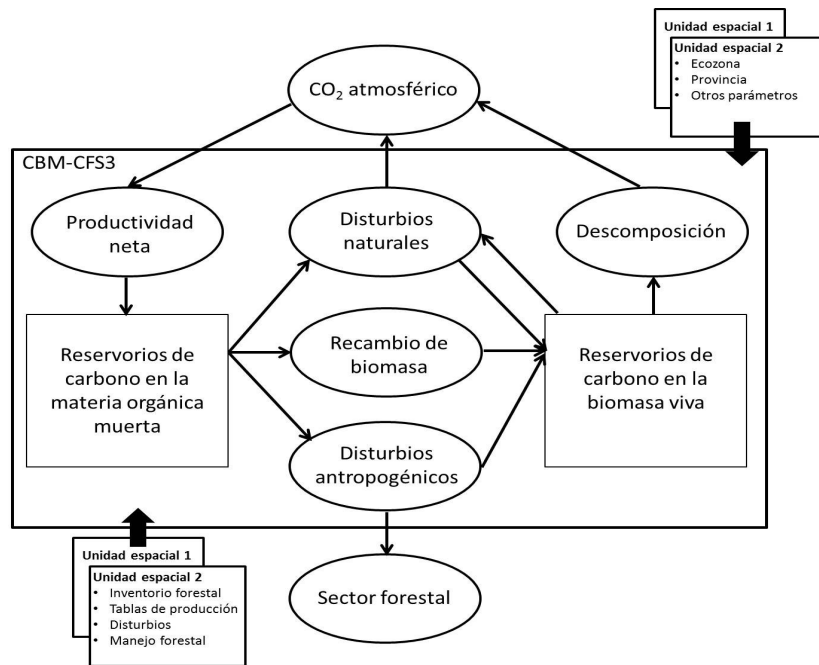 Unidad espacial 1
Unidad espacial 2
• Ecozona
• Provincia
• Otros parámetros
CO₂ atmosférico
CBM-CFS3
Productividad
neta
Disturbios
naturales
Descomposición
Reservorios de
carbono en la
materia orgánica
muerta
Recambio de
biomasa
Reservorios de
carbono en la
biomasa viva
Disturbios
antropogénicos
Unidad espacial 1
Unidad espacial 2
• Inventario forestal
• Tablas de producción
• Disturbios
• Manejo forestal
Sector forestal